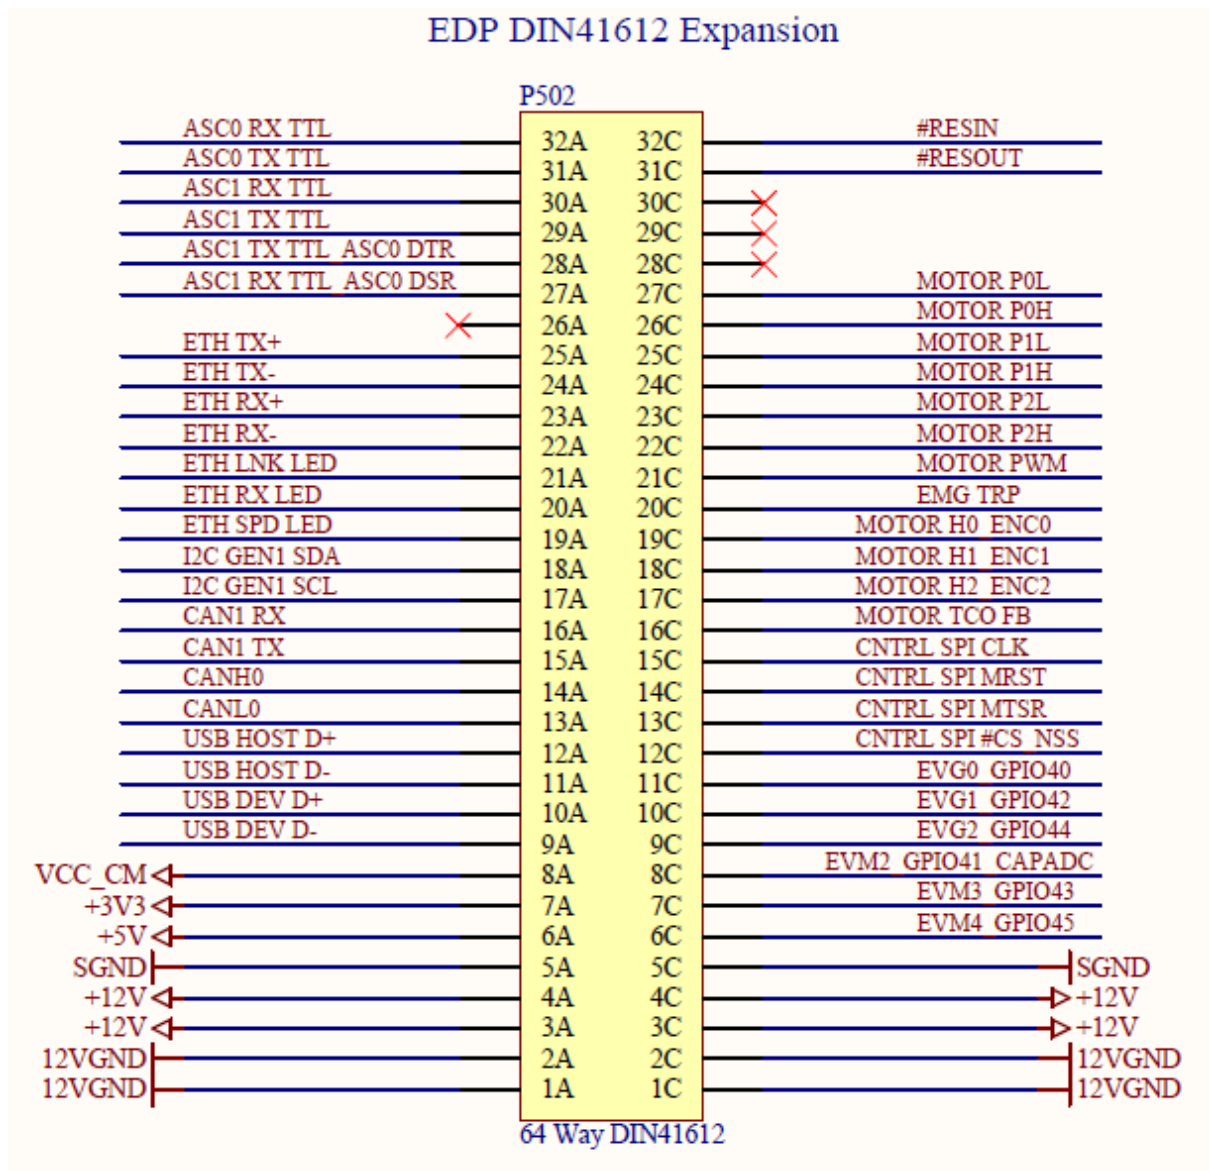 EDP DIN41612 Expansion
P502
ASC0 RX TTL 32A 32C #RESIN
ASC0 TX TTL 31A 31C #RESOUT
ASC1 RX TTL 30A 30C
ASC1 TX TTL 29A 29C
ASC1 TX TTL_ASC0 DTR 28A 28C
ASC1 RX TTL_ASC0 DSR 27A 27C MOTOR P0L
26A 26C MOTOR P0H
ETH TX+ 25A 25C MOTOR P1L
ETH TX- 24A 24C MOTOR P1H
ETH RX+ 23A 23C MOTOR P2L
ETH RX- 22A 22C MOTOR P2H
ETH LNK LED 21A 21C MOTOR PWM
ETH RX LED 20A 20C EMG TRP
ETH SPD LED 19A 19C MOTOR H0_ENC0
I2C GEN1 SDA 18A 18C MOTOR H1_ENC1
I2C GEN1 SCL 17A 17C MOTOR H2_ENC2
CAN1 RX 16A 16C MOTOR TCO FB
CAN1 TX 15A 15C CNTRL SPI CLK
CANH0 14A 14C CNTRL SPI MRST
CANL0 13A 13C CNTRL SPI MTSR
USB HOST D+ 12A 12C CNTRL SPI #CS_NSS
USB HOST D- 11A 11C EVG0_GPIO40
USB DEV D+ 10A 10C EVG1_GPIO42
USB DEV D- 9A 9C EVG2_GPIO44
VCC_CM 8A 8C EVM2_GPIO41_CAPADC
+3V3 7A 7C EVM3_GPIO43
+5V 6A 6C EVM4_GPIO45
SGND 5A 5C SGND
+12V 4A 4C +12V
+12V 3A 3C +12V
12VGND 2A 2C 12VGND
12VGND 1A 1C 12VGND
64 Way DIN41612